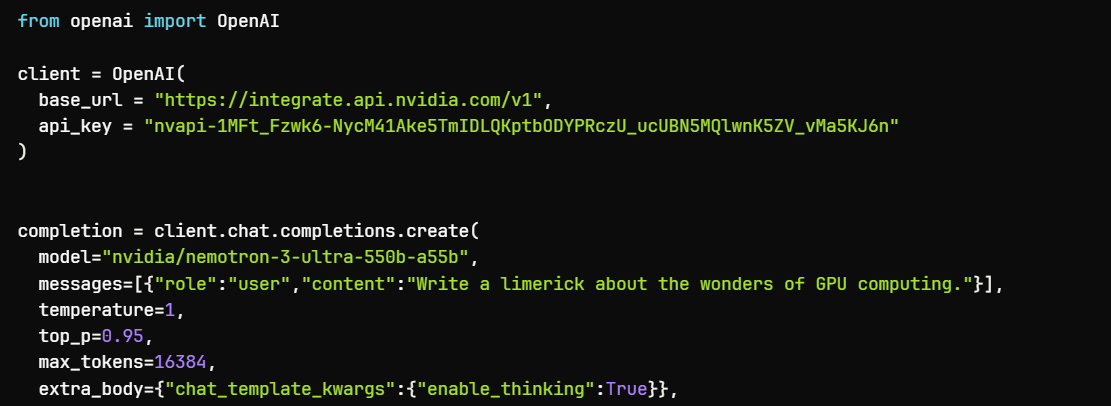 from openai import OpenAI
client = OpenAI(
base_url = "https://integrate.api.nvidia.com/v1",
api_key = "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"
)
completion = client.chat.completions.create(
model="nvidia/nemotron-3-ultra-550b-a55b",
messages=[{"role":"user","content":"Write a limerick about the wonders of GPU computing."}],
temperature=1,
top_p=0.95,
max_tokens=16384,
extra_body={"chat_template_kwargs":{"enable_thinking":True}},